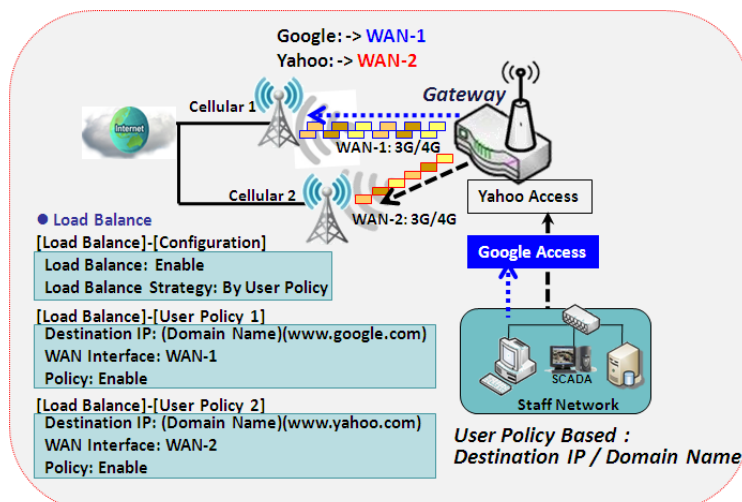 Google: -> WAN-1
Yahoo: -> WAN-2
Cellular 1
Gateway
Internet
WAN-1: 3G/4G
Cellular 2
WAN-2: 3G/4G
Yahoo Access
Google Access
● Load Balance
[Load Balance]-[Configuration]
Load Balance: Enable
Load Balance Strategy: By User Policy
[Load Balance]-[User Policy 1]
Destination IP: (Domain Name)(www.google.com)
WAN Interface: WAN-1
Policy: Enable
[Load Balance]-[User Policy 2]
Destination IP: (Domain Name)(www.yahoo.com)
WAN Interface: WAN-2
Policy: Enable
SCADA
Staff Network
User Policy Based :
Destination IP / Domain Name